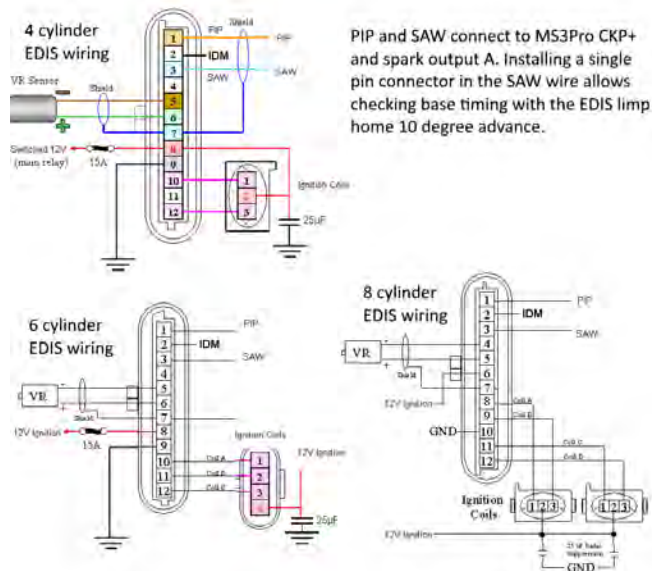 4 cylinder
EDIS wiring
Shield
PIP
PIP
IDM
SAW
SAW
VR Sensor
Shield
Switched 12V
(main relay)
15A
1
2
3
4
5
6
7
8
9
10
11
12
1
2
3
Ignition Coils
25uF
PIP and SAW connect to MS3Pro CKP+
and spark output A. Installing a single
pin connector in the SAW wire allows
checking base timing with the EDIS limp
home 10 degree advance.
6 cylinder
EDIS wiring
PIP
IDM
SAW
VR
Shield
12V Ignition
15A
1
2
3
4
5
6
7
8
9
10
11
12
Coil A
Coil B
Coil C
Ignition Coils
1
2
3
4
12V Ignition
25uF
8 cylinder
EDIS wiring
PIP
IDM
SAW
VR
Shield
12V Ignition
GND
1
2
3
4
5
6
7
8
9
10
11
12
Coil A
Coil B
Coil C
Coil D
Ignition
Coils
1 2 3
1 2 3
12V Ignition
GND